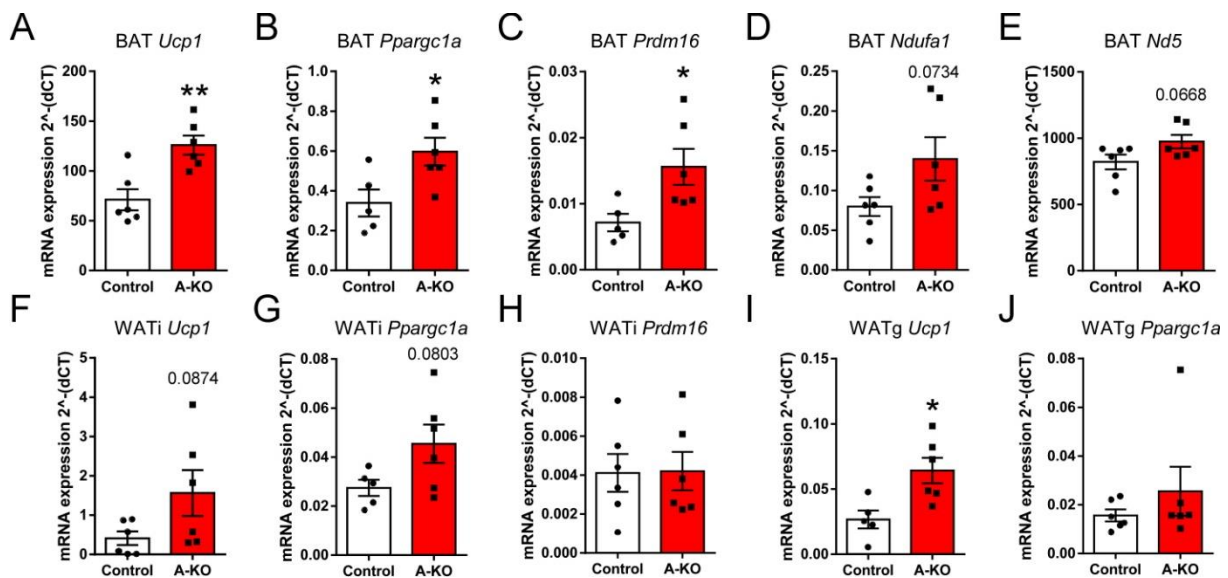 A BAT Ucp1
mRNA expression 2^-(dCT)
200
150
100
50
0
**
Control A-KO
B BAT Ppargc1a
mRNA expression 2^-(dCT)
1.0
0.8
0.6
0.4
0.2
0.0
*
Control A-KO
C BAT Prdm16
mRNA expression 2^-(dCT)
0.03
0.02
0.01
0.00
*
Control A-KO
D BAT Ndufa1
mRNA expression 2^-(dCT)
0.25
0.20
0.15
0.10
0.05
0.00
0.0734
Control A-KO
E BAT Nd5
mRNA expression 2^-(dCT)
1500
1000
500
0
0.0668
Control A-KO
F WATi Ucp1
mRNA expression 2^-(dCT)
5
4
3
2
1
0
0.0874
Control A-KO
G WATi Ppargc1a
mRNA expression 2^-(dCT)
0.08
0.06
0.04
0.02
0.00
0.0803
Control A-KO
H WATi Prdm16
mRNA expression 2^-(dCT)
0.010
0.008
0.006
0.004
0.002
0.000
Control A-KO
I WATg Ucp1
mRNA expression 2^-(dCT)
0.15
0.10
0.05
0.00
*
Control A-KO
J WATg Ppargc1a
mRNA expression 2^-(dCT)
0.08
0.06
0.04
0.02
0.00
Control A-KO